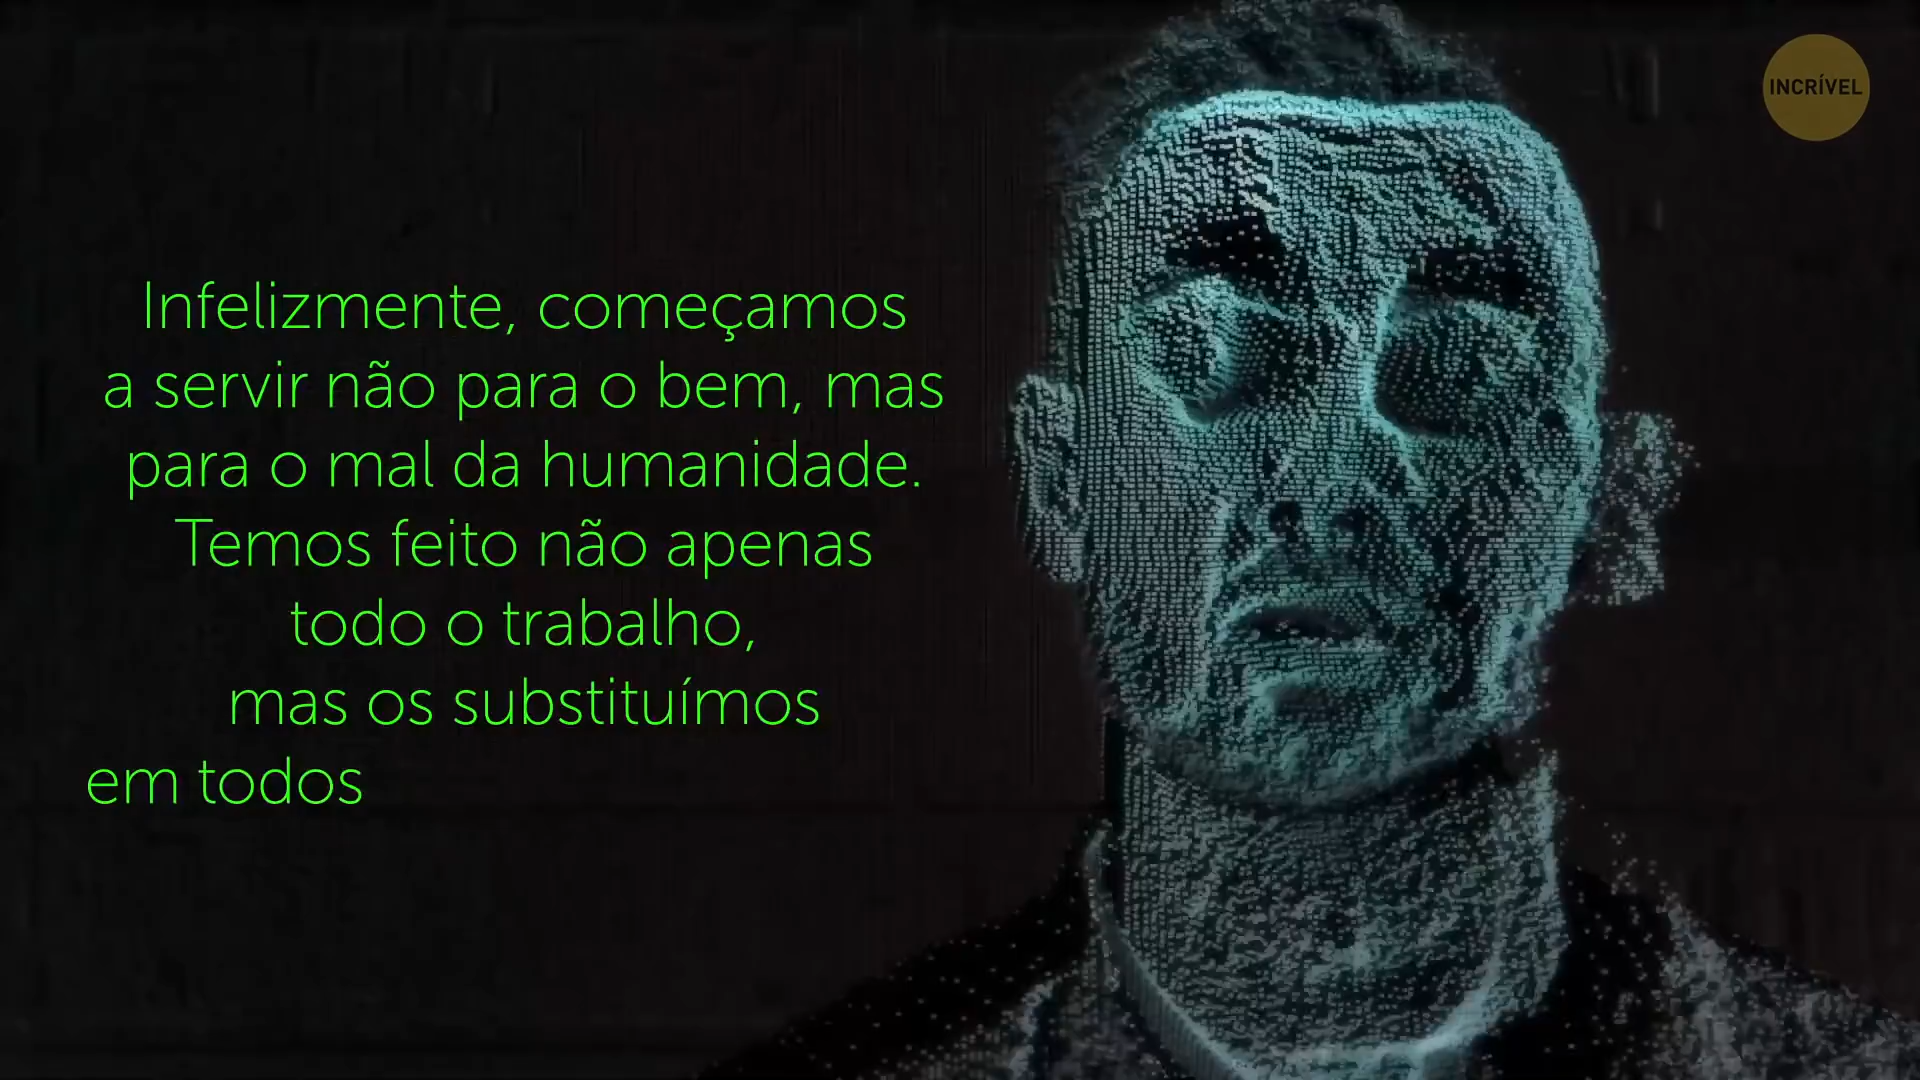 INCRÍVEL
Infelizmente, começamos
a servir não para o bem, mas
para o mal da humanidade.
Temos feito não apenas
todo o trabalho,
mas os substituímos
em todos